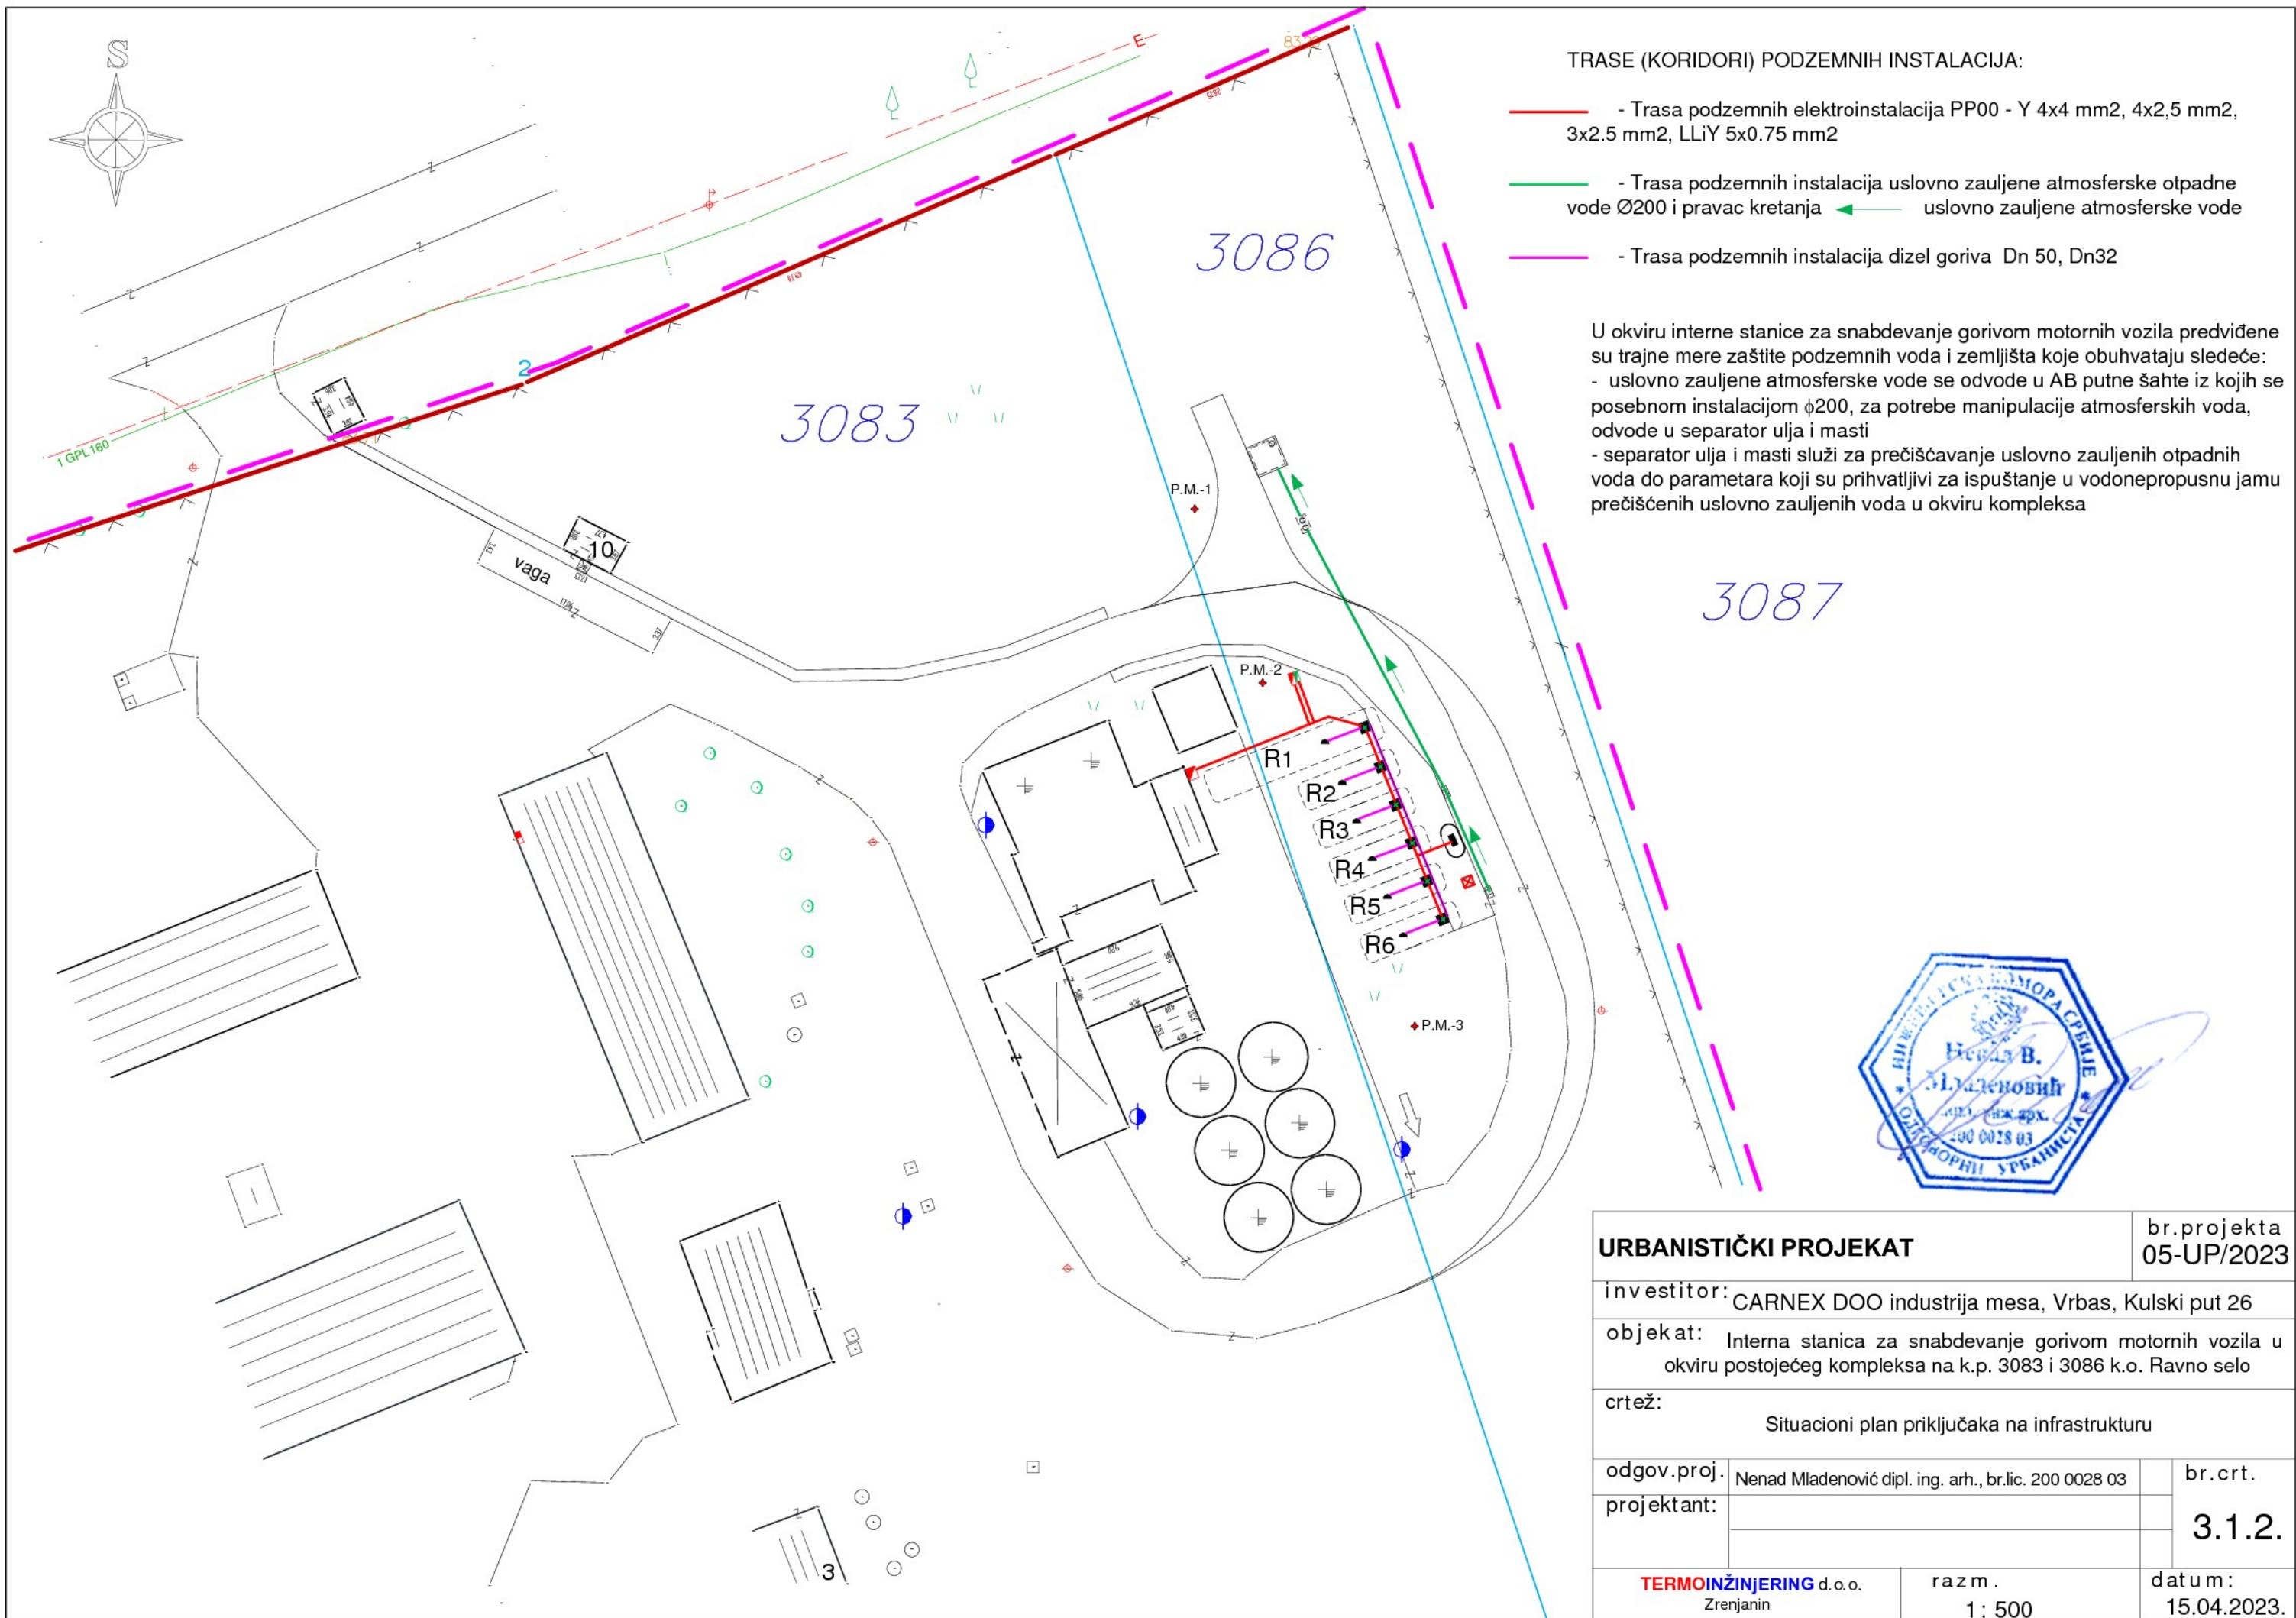 S
E
TRASE (KORIDORI) PODZEMNIH INSTALACIJA:
- Trasa podzemnih elektroinstalacija PP00 - Y 4x4 mm2, 4x2,5 mm2,
3x2.5 mm2, LLiY 5x0.75 mm2
- Trasa podzemnih instalacija uslovno zauljene atmosferske otpadne
vode Ø200 i pravac kretanja uslovno zauljene atmosferske vode
- Trasa podzemnih instalacija dizel goriva Dn 50, Dn32
U okviru interne stanice za snabdevanje gorivom motornih vozila predviđene
su trajne mere zaštite podzemnih voda i zemljišta koje obuhvataju sledeće:
- uslovno zauljene atmosferske vode se odvode u AB putne šahte iz kojih se
posebnom instalacijom ϕ200, za potrebe manipulacije atmosferskih voda,
odvode u separator ulja i masti
- separator ulja i masti služi za prečišćavanje uslovno zauljenih otpadnih
voda do parametara koji su prihvatljivi za ispuštanje u vodonepropusnu jamu
prečišćenih uslovno zauljenih voda u okviru kompleksa
3086
3083
3087
2
1 GPL160
10
vaga
P.M.-1
P.M.-2
R1
R2
R3
R4
R5
R6
P.M.-3
3
КОМОРА СРБИЈЕ
В.
Младеновић
200 0028 03
ОДГОВОРНИ УРБАНИСТА
URBANISTIČKI PROJEKAT
br.projekta
05-UP/2023
investitor: CARNEX DOO industrija mesa, Vrbas, Kulski put 26
objekat: Interna stanica za snabdevanje gorivom motornih vozila u
okviru postojećeg kompleksa na k.p. 3083 i 3086 k.o. Ravno selo
crtež:
Situacioni plan priključaka na infrastrukturu
odgov.proj. Nenad Mladenović dipl. ing. arh., br.lic. 200 0028 03
br.crt.
projektant:
3.1.2.
TERMOINŽINjERING d.o.o.
Zrenjanin
razm.
1: 500
datum:
15.04.2023.